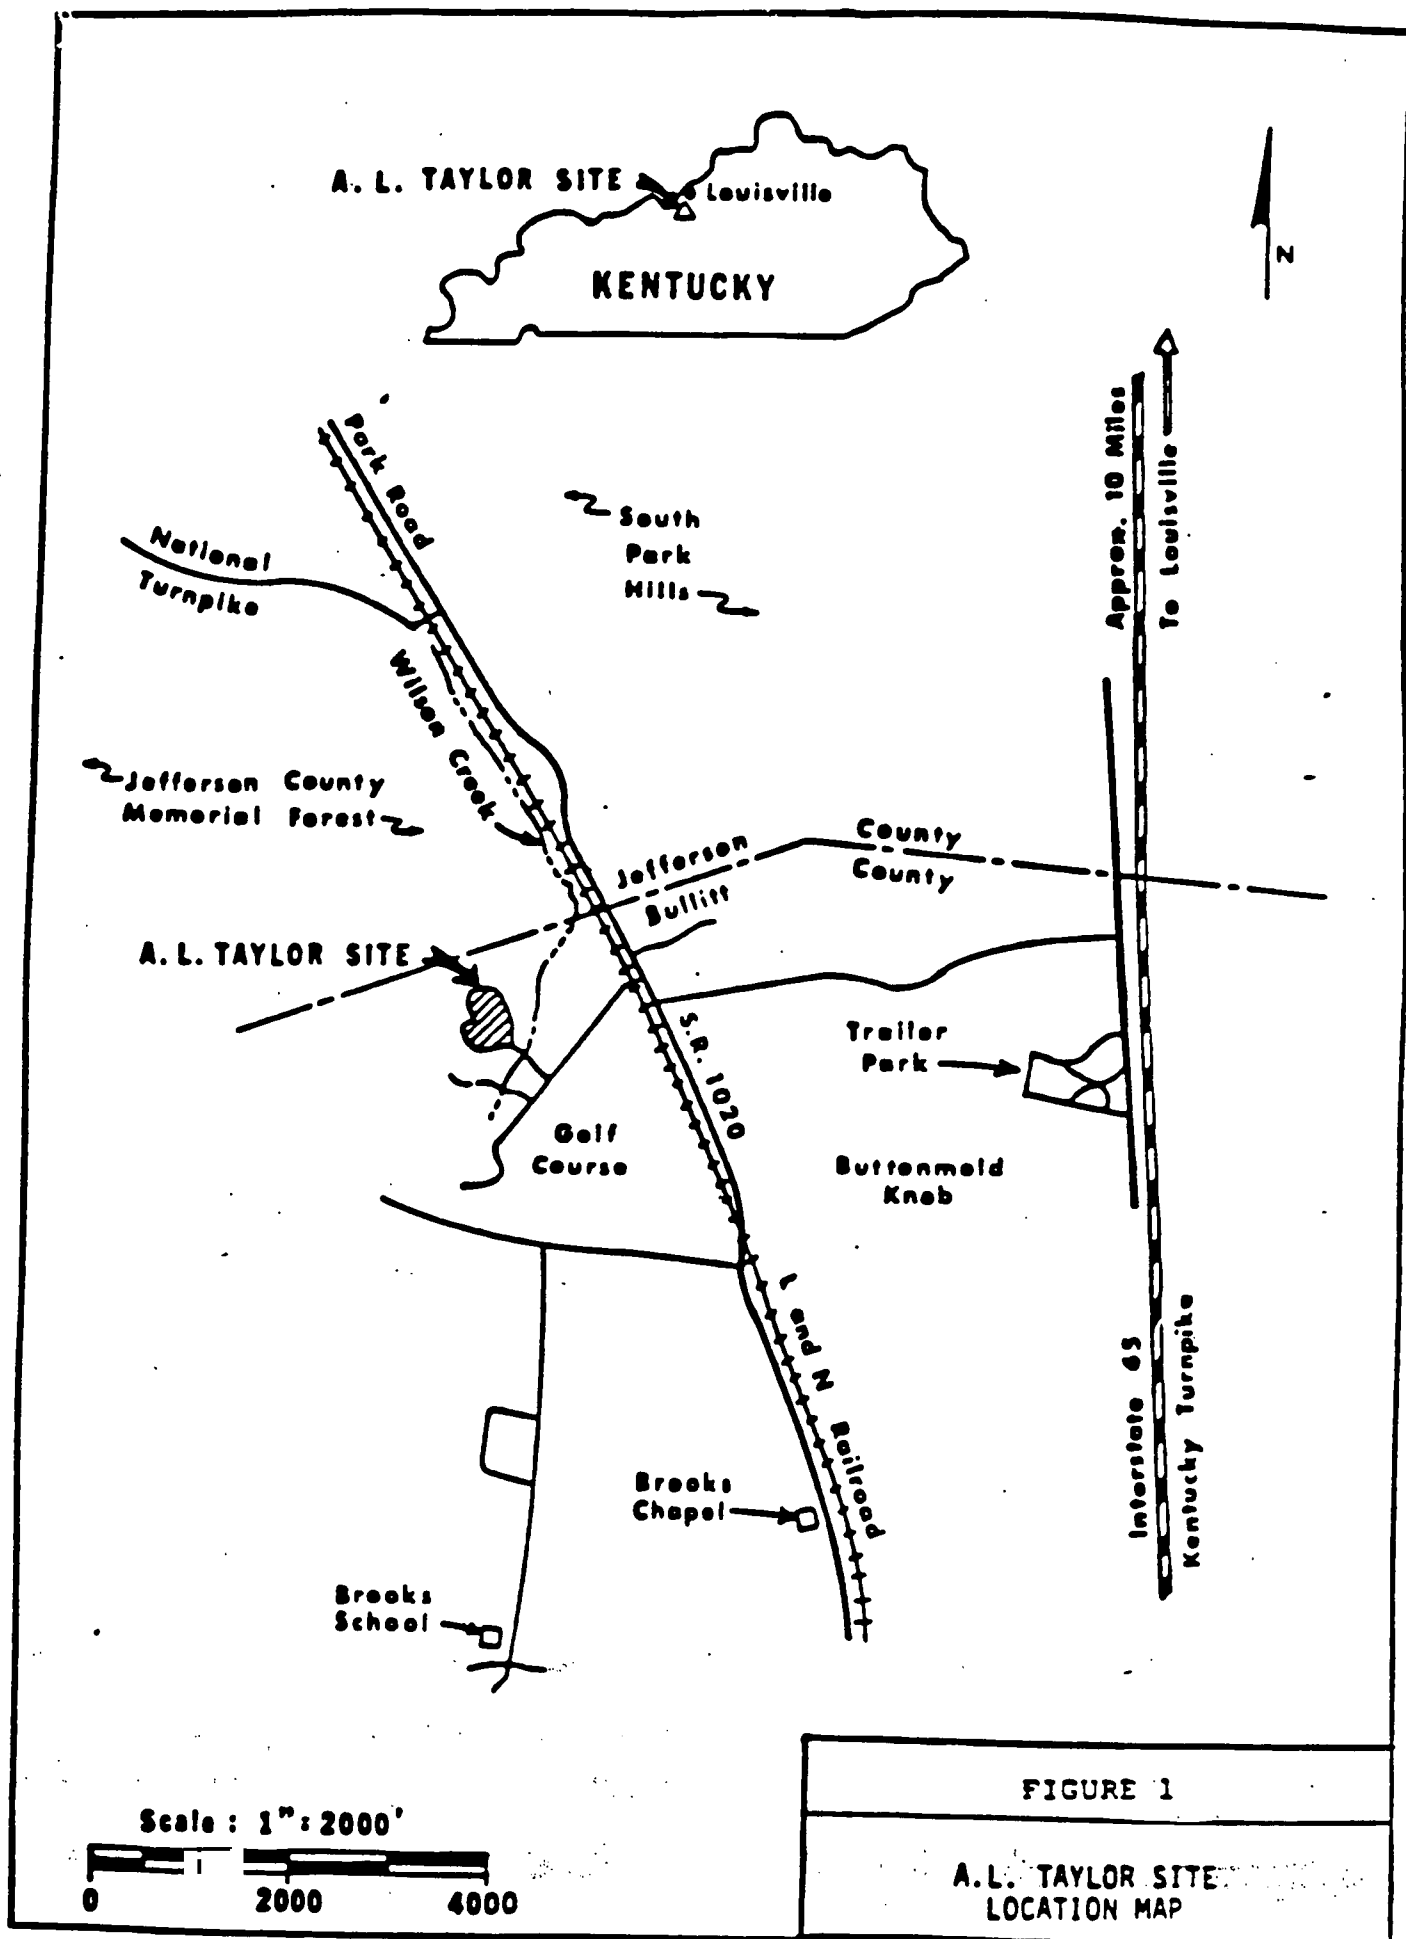 A. L. TAYLOR SITE
Louisville
KENTUCKY
N
Park Road
National
Turnpike
South
Park
Hills
Approx. 10 Miles
To Louisville
Wilson Creek
Jefferson County
Memorial Forest
Jefferson County
Bullitt County
A.L. TAYLOR SITE
S.R. 1020
Trailer
Park
Golf
Course
Buttonmold
Knob
L and N Railroad
Interstate 65
Kentucky Turnpike
Brooks
Chapel
Brooks
School
Scale : 1" = 2000'
0 2000 4000
FIGURE 1
A.L. TAYLOR SITE
LOCATION MAP